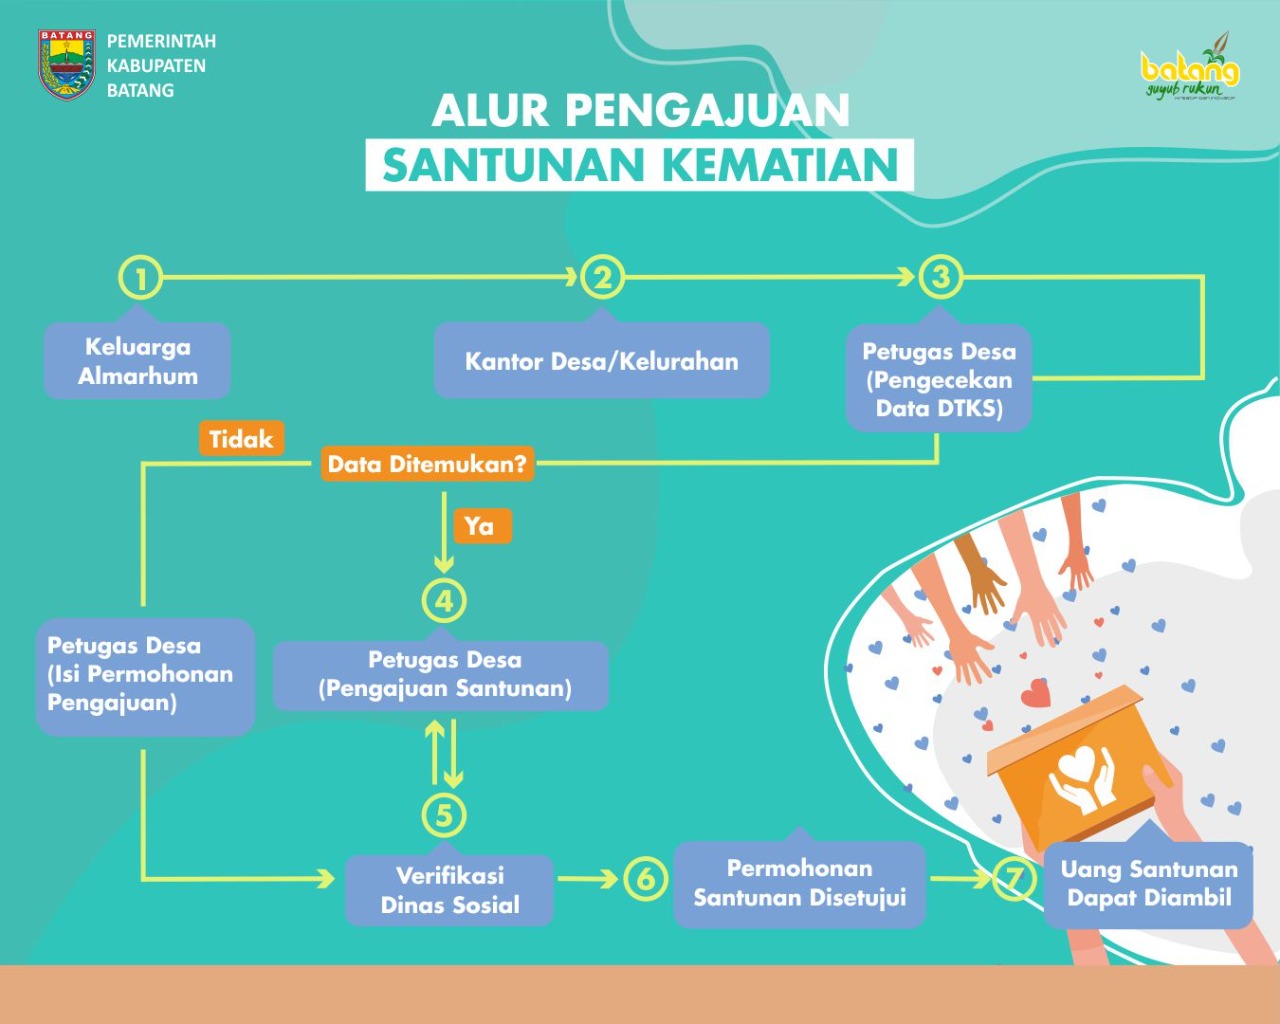 BATANG
PEMERINTAH
KABUPATEN
BATANG
batang
guyub rukun
ALUR PENGAJUAN
SANTUNAN KEMATIAN
1
2
3
Keluarga
Almarhum
Kantor Desa/Kelurahan
Petugas Desa
(Pengecekan
Data DTKS)
Tidak
Data Ditemukan?
Ya
4
Petugas Desa
(Isi Permohonan
Pengajuan)
Petugas Desa
(Pengajuan Santunan)
5
Verifikasi
Dinas Sosial
6
Permohonan
Santunan Disetujui
7
Uang Santunan
Dapat Diambil